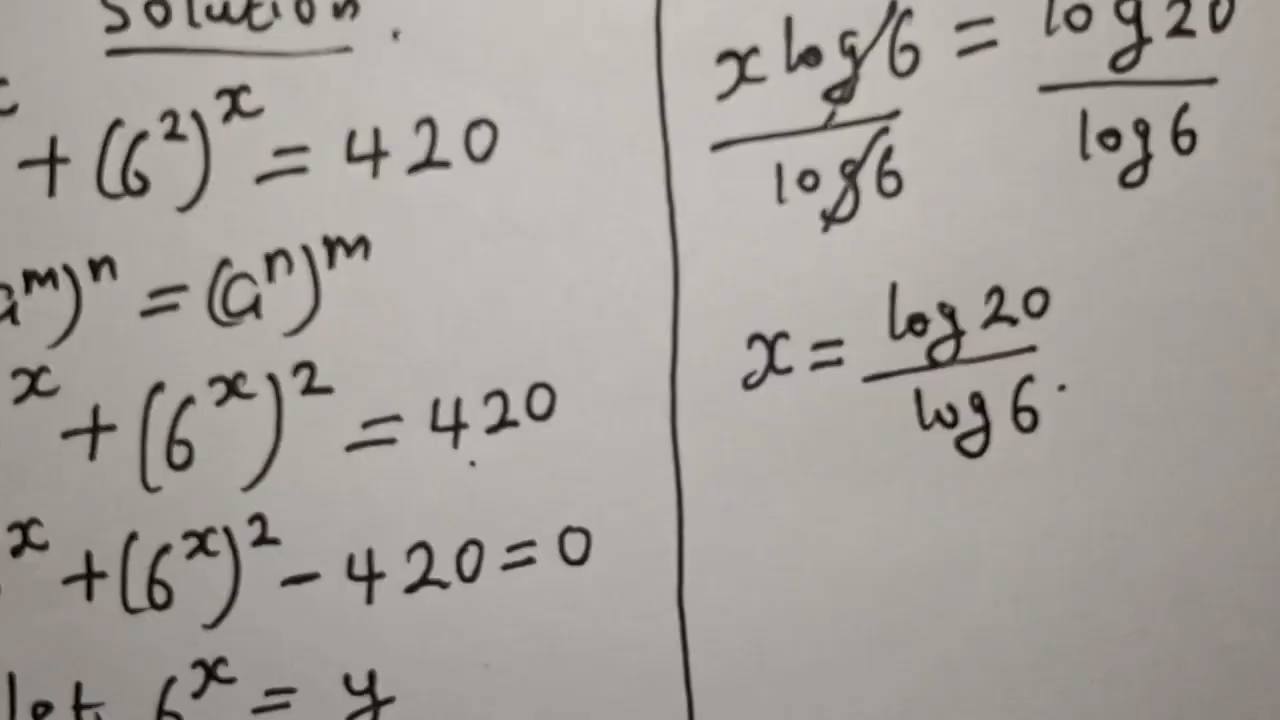 Solution.
+ (6²)ˣ = 420
aᵐ)ⁿ = (aⁿ)ᵐ
ˣ + (6ˣ)² = 420
ˣ + (6ˣ)² - 420 = 0
let 6ˣ = y
x log 6 / log 6 = log 20 / log 6
x = log 20 / log 6.